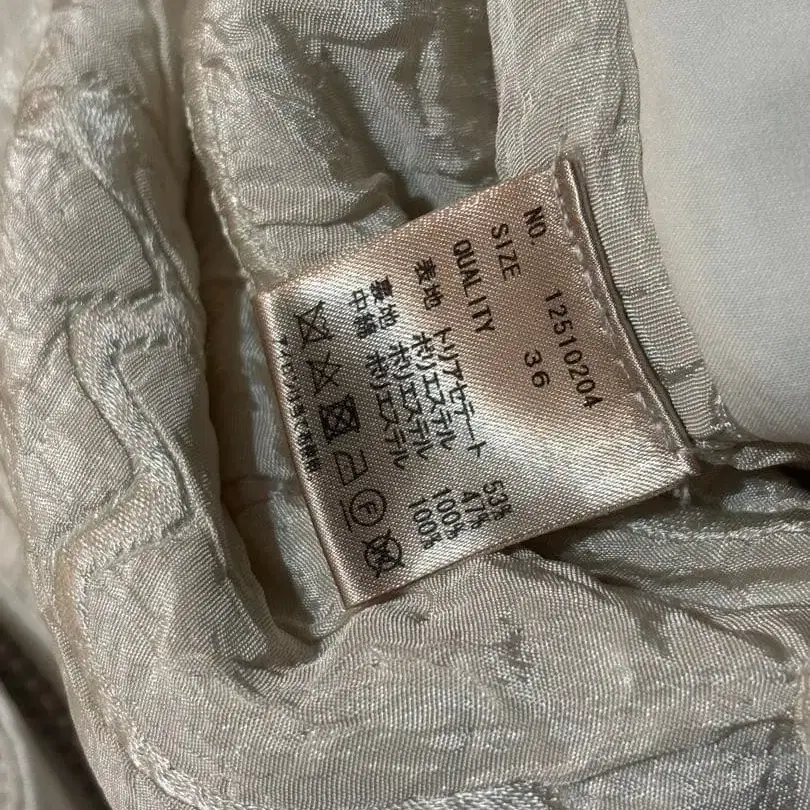 NO. 12510204
SIZE 36
QUALITY
表地 トリアセテート 53%
ポリエステル 47%
裏地 ポリエステル 100%
中綿 ポリエステル 100%
F